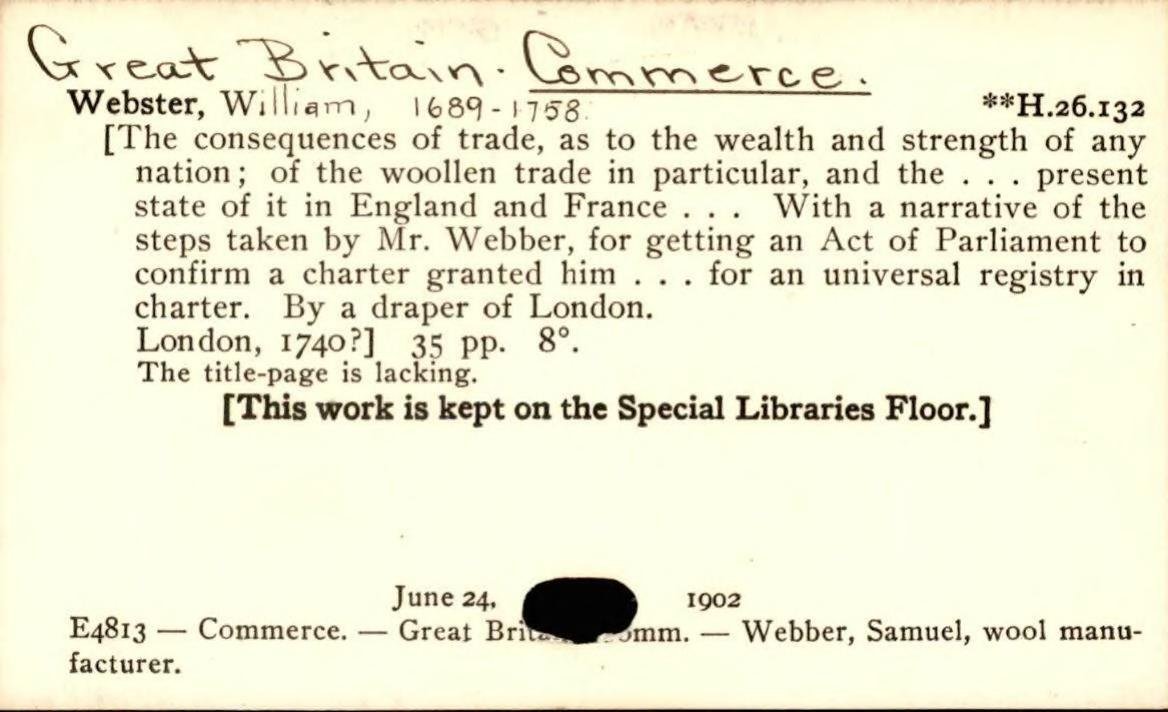 Great Britain. Commerce.
Webster, William, 1689-1758. **H.26.132
[The consequences of trade, as to the wealth and strength of any
nation; of the woollen trade in particular, and the . . . present
state of it in England and France . . . With a narrative of the
steps taken by Mr. Webber, for getting an Act of Parliament to
confirm a charter granted him . . . for an universal registry in
charter. By a draper of London.
London, 1740?] 35 pp. 8°.
The title-page is lacking.
[This work is kept on the Special Libraries Floor.]
June 24, 1902
E4813 — Commerce. — Great Brit omm. — Webber, Samuel, wool manu-
facturer.